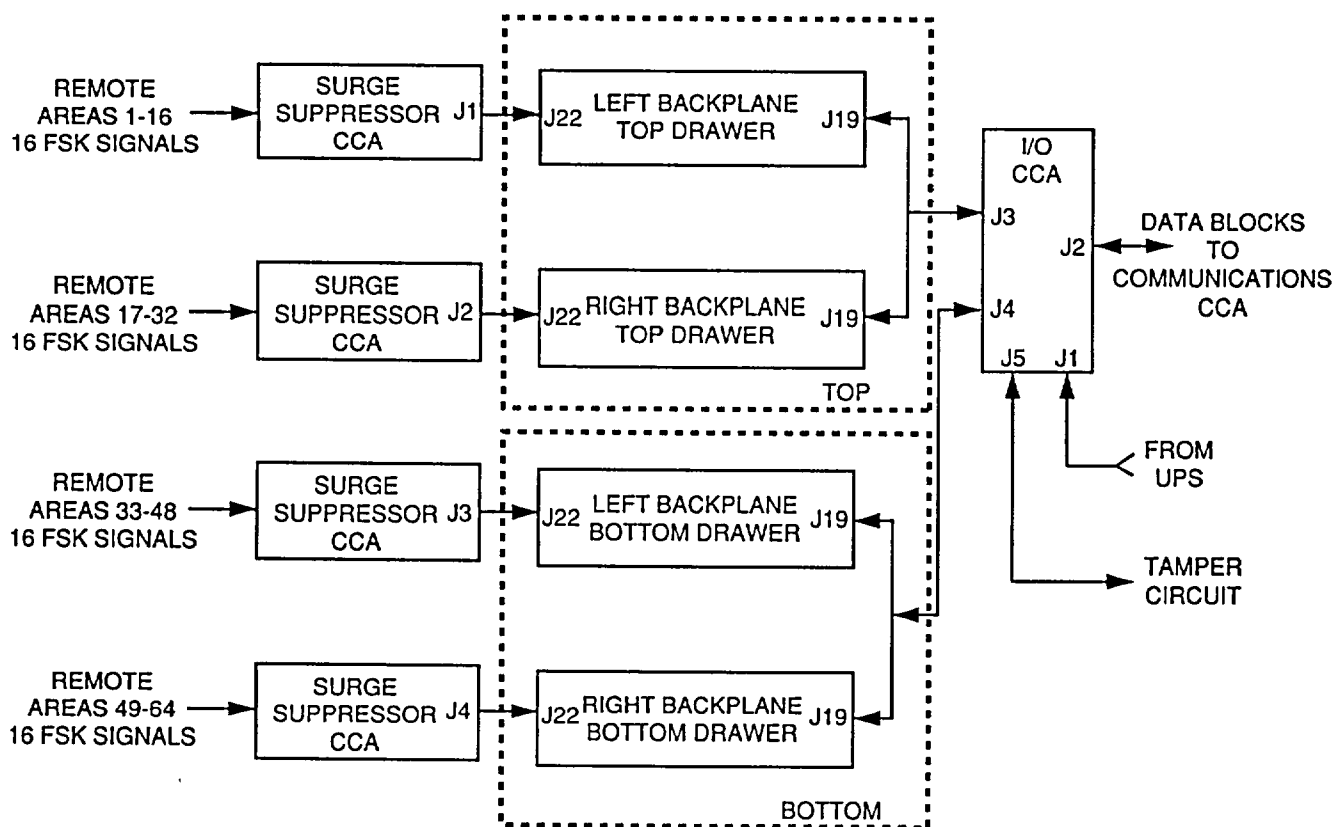 REMOTE
AREAS 1-16
16 FSK SIGNALS
SURGE
SUPPRESSOR
CCA
J1
J22
LEFT BACKPLANE
TOP DRAWER
J19
REMOTE
AREAS 17-32
16 FSK SIGNALS
SURGE
SUPPRESSOR
CCA
J2
J22
RIGHT BACKPLANE
TOP DRAWER
J19
TOP
I/O
CCA
J3
J2
J4
J5
J1
DATA BLOCKS
TO
COMMUNICATIONS
CCA
FROM
UPS
TAMPER
CIRCUIT
REMOTE
AREAS 33-48
16 FSK SIGNALS
SURGE
SUPPRESSOR
CCA
J3
J22
LEFT BACKPLANE
BOTTOM DRAWER
J19
REMOTE
AREAS 49-64
16 FSK SIGNALS
SURGE
SUPPRESSOR
CCA
J4
J22
RIGHT BACKPLANE
BOTTOM DRAWER
J19
BOTTOM